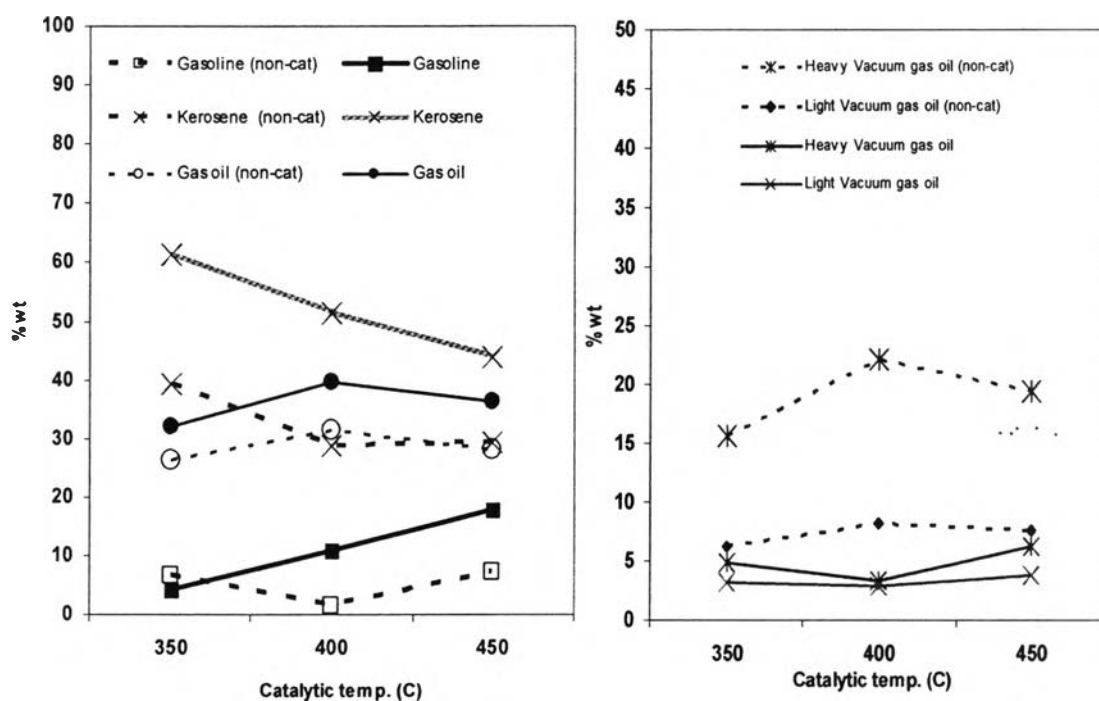 100
90
80
70
60
50
40
30
20
10
0
% wt
Gasoline (non-cat) Gasoline
Kerosene (non-cat) Kerosene
Gas oil (non-cat) Gas oil
350 400 450
Catalytic temp. (C)
50
45
40
35
30
25
20
15
10
5
0
% wt
Heavy Vacuum gas oil (non-cat)
Light Vacuum gas oil (non-cat)
Heavy Vacuum gas oil
Light Vacuum gas oil
350 400 450
Catalytic temp. (C)